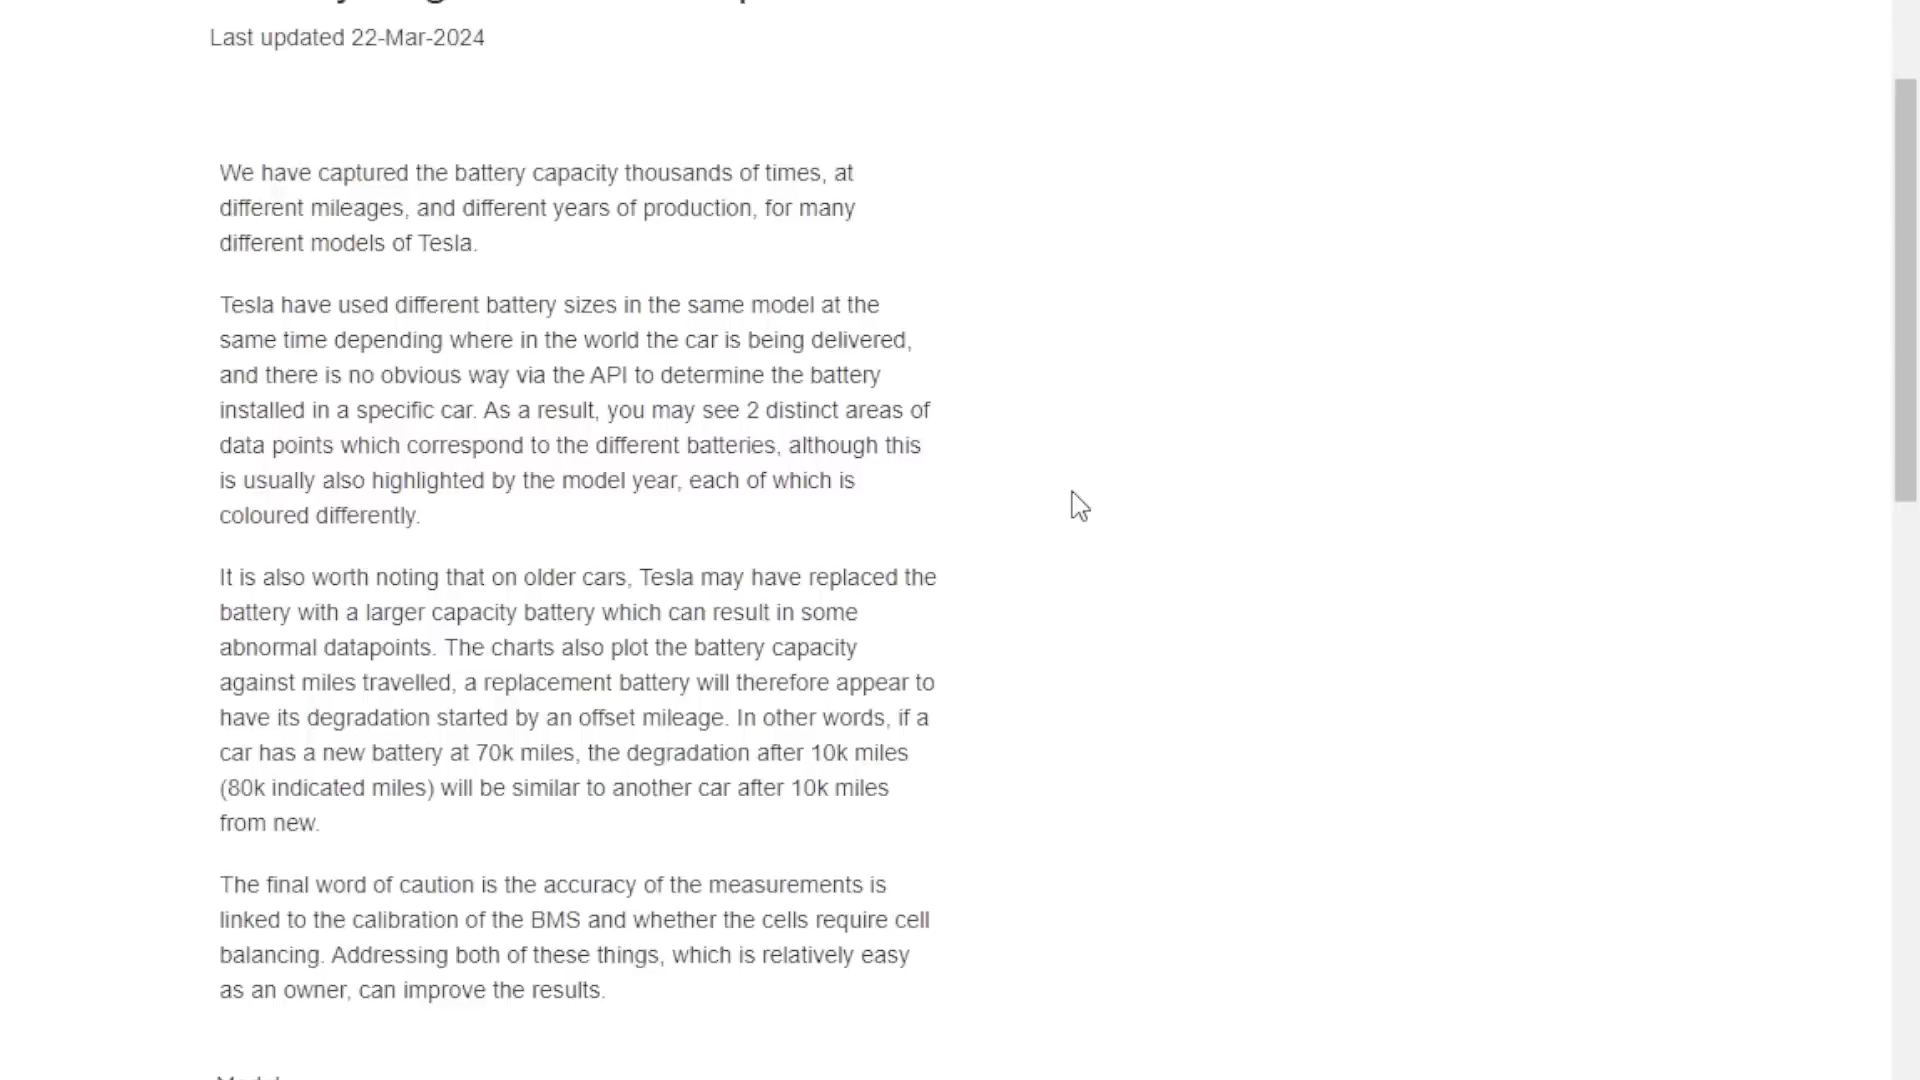 Last updated 22-Mar-2024
We have captured the battery capacity thousands of times, at
different mileages, and different years of production, for many
different models of Tesla.
Tesla have used different battery sizes in the same model at the
same time depending where in the world the car is being delivered,
and there is no obvious way via the API to determine the battery
installed in a specific car. As a result, you may see 2 distinct areas of
data points which correspond to the different batteries, although this
is usually also highlighted by the model year, each of which is
coloured differently.
It is also worth noting that on older cars, Tesla may have replaced the
battery with a larger capacity battery which can result in some
abnormal datapoints. The charts also plot the battery capacity
against miles travelled, a replacement battery will therefore appear to
have its degradation started by an offset mileage. In other words, if a
car has a new battery at 70k miles, the degradation after 10k miles
(80k indicated miles) will be similar to another car after 10k miles
from new.
The final word of caution is the accuracy of the measurements is
linked to the calibration of the BMS and whether the cells require cell
balancing. Addressing both of these things, which is relatively easy
as an owner, can improve the results.